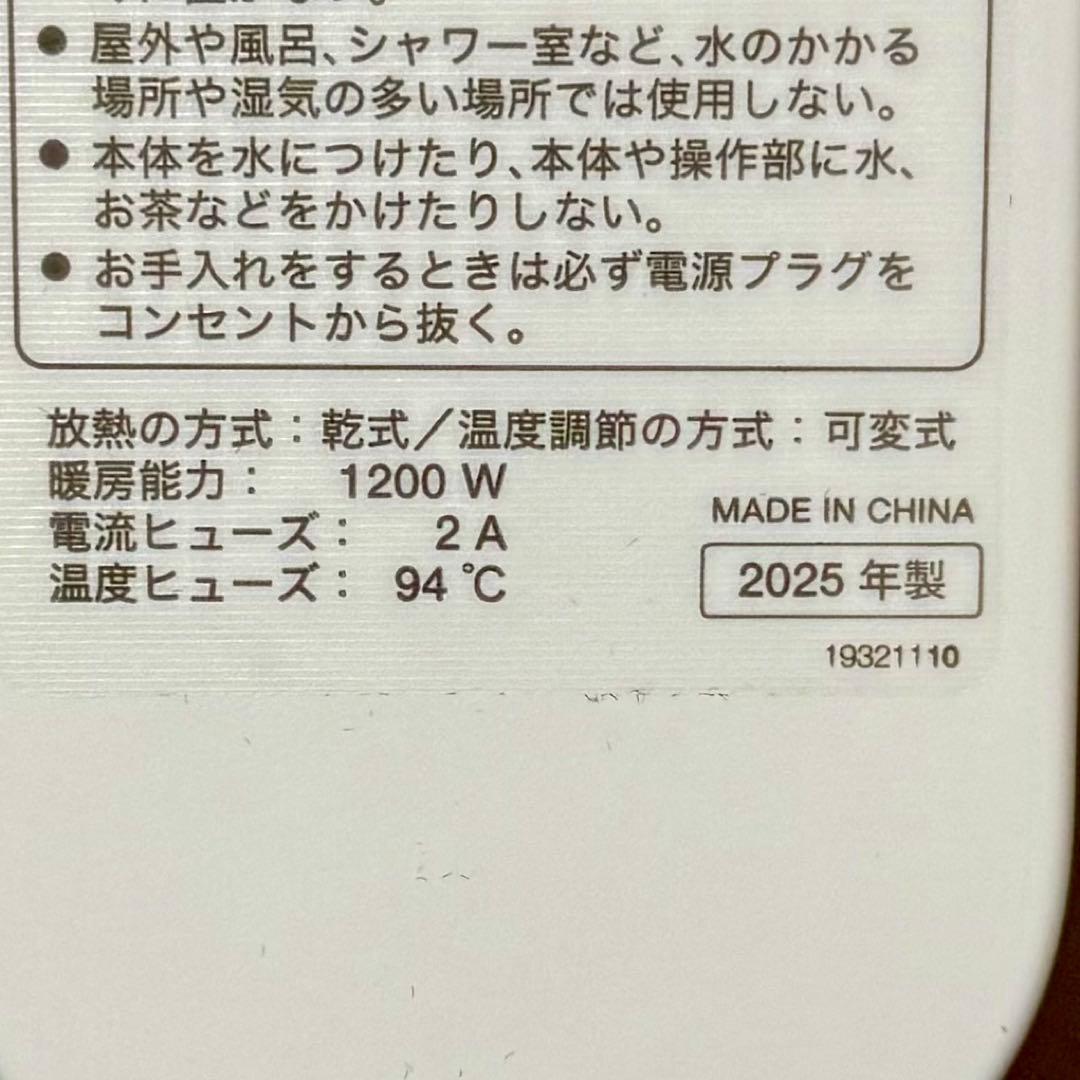 ●屋外や風呂、シャワー室など、水のかかる
場所や湿気の多い場所では使用しない。
●本体を水につけたり、本体や操作部に水、
お茶などをかけたりしない。
●お手入れをするときは必ず電源プラグを
コンセントから抜く。
放熱の方式：乾式／温度調節の方式：可変式
暖房能力： 1200 W
電流ヒューズ： 2 A
温度ヒューズ： 94 ℃
MADE IN CHINA
2025 年製
19321110